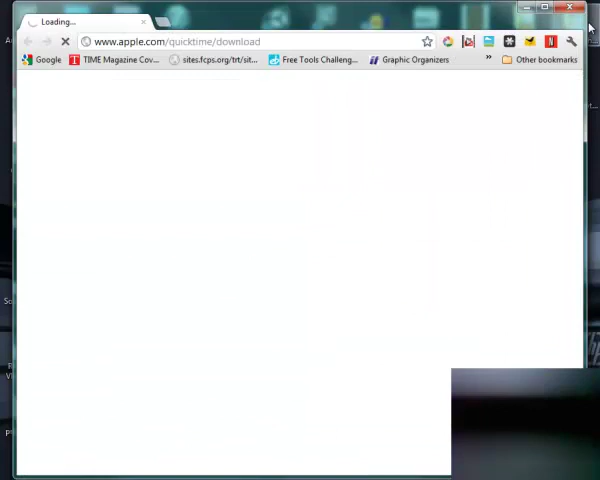 Loading...
www.apple.com/quicktime/download
Google TIME Magazine Cov... sites.fcps.org/trt/sit... Free Tools Challeng... Graphic Organizers » Other bookmarks